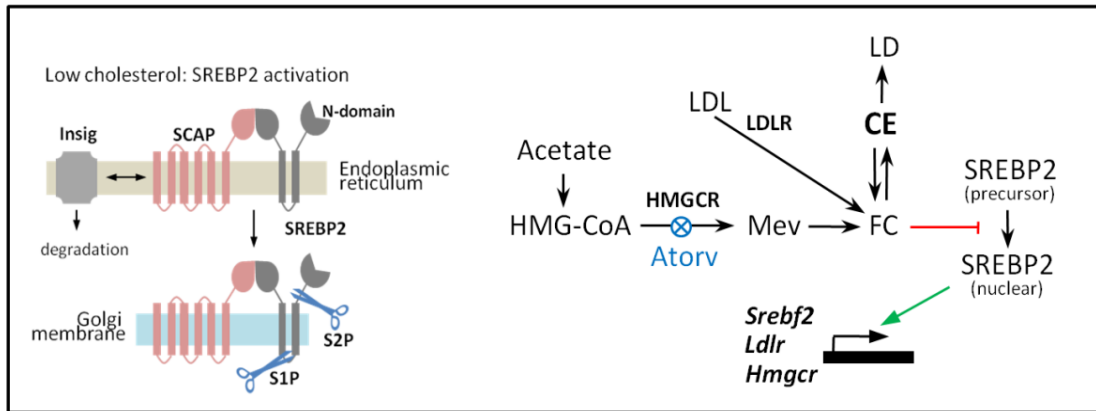 Low cholesterol: SREBP2 activation
N-domain
Insig
SCAP
Endoplasmic
reticulum
degradation
SREBP2
Golgi
membrane
S2P
S1P
LD
LDL
LDLR
CE
Acetate
HMGCR
HMG-CoA
Mev
FC
Atorv
SREBP2
(precursor)
SREBP2
(nuclear)
Srebf2
Ldlr
Hmgcr